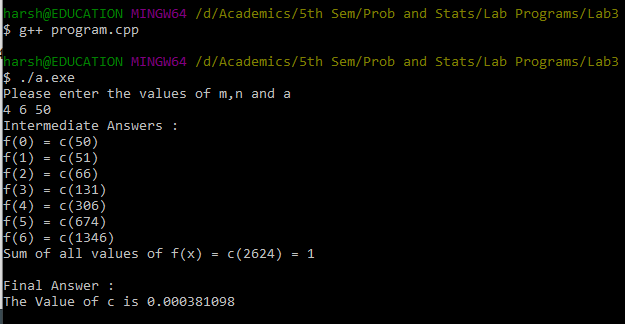 harsh@EDUCATION MINGW64 /d/Academics/5th Sem/Prob and Stats/Lab Programs/Lab3
$ g++ program.cpp
harsh@EDUCATION MINGW64 /d/Academics/5th Sem/Prob and Stats/Lab Programs/Lab3
$ ./a.exe
Please enter the values of m,n and a
4 6 50
Intermediate Answers :
f(0) = c(50)
f(1) = c(51)
f(2) = c(66)
f(3) = c(131)
f(4) = c(306)
f(5) = c(674)
f(6) = c(1346)
Sum of all values of f(x) = c(2624) = 1
Final Answer :
The Value of c is 0.000381098